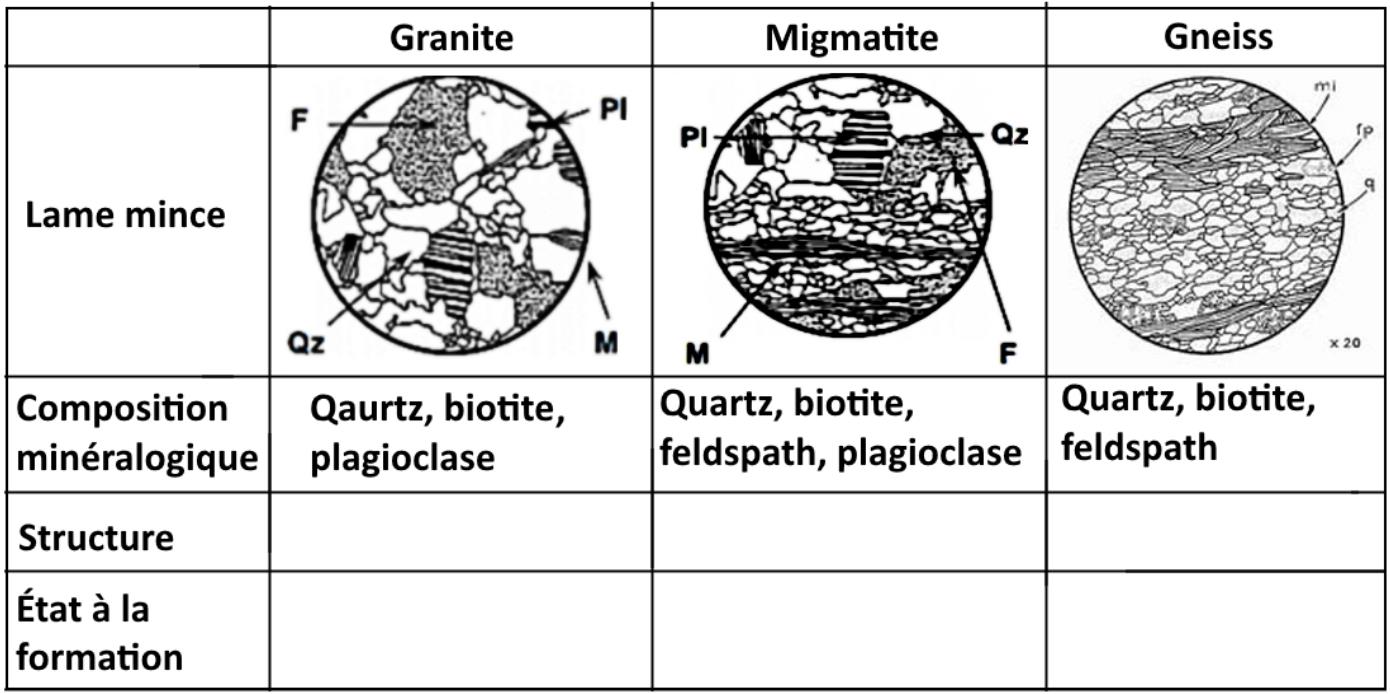 Granite
Migmatite
Gneiss
Lame mince
F
Pl
Qz
M
Pl
Qz
M
F
mi
fp
q
x 20
Composition
minéralogique
Qaurtz, biotite,
plagioclase
Quartz, biotite,
feldspath, plagioclase
Quartz, biotite,
feldspath
Structure
État à la
formation